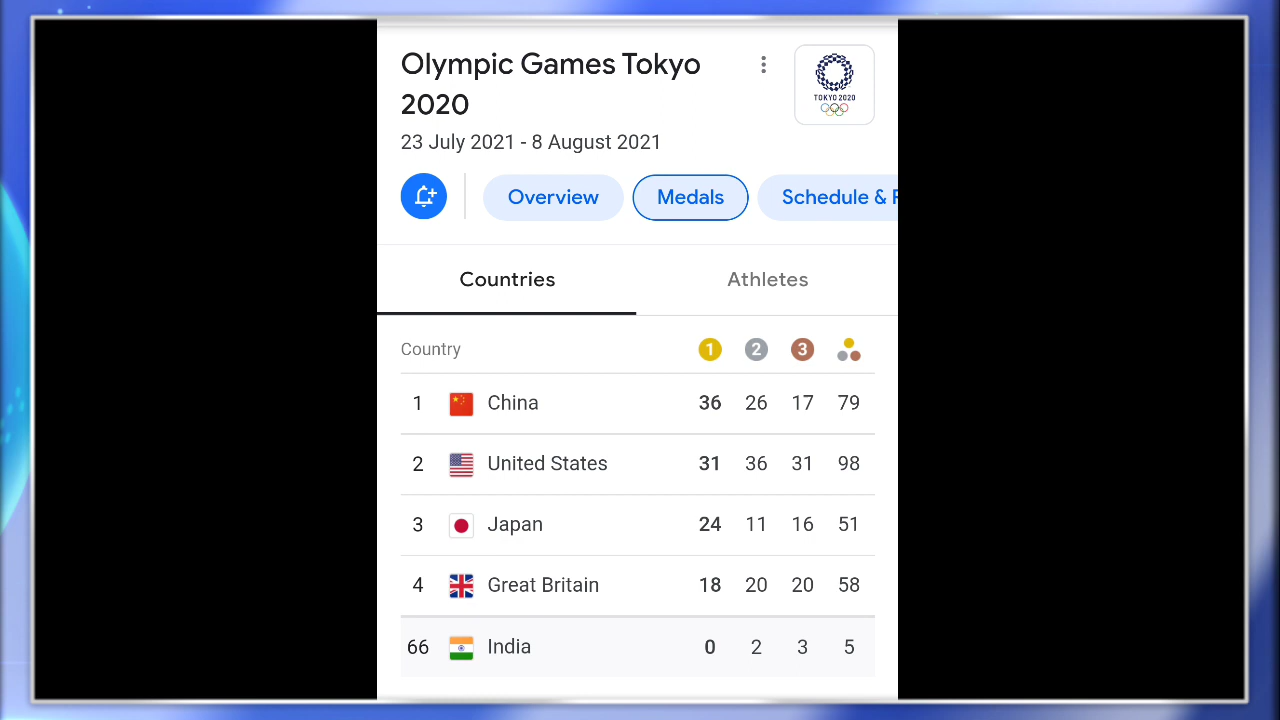 Olympic Games Tokyo
2020
TOKYO 2020
23 July 2021 - 8 August 2021
Overview Medals Schedule &
Countries Athletes
Country 1 2 3
1 China 36 26 17 79
2 United States 31 36 31 98
3 Japan 24 11 16 51
4 Great Britain 18 20 20 58
66 India 0 2 3 5